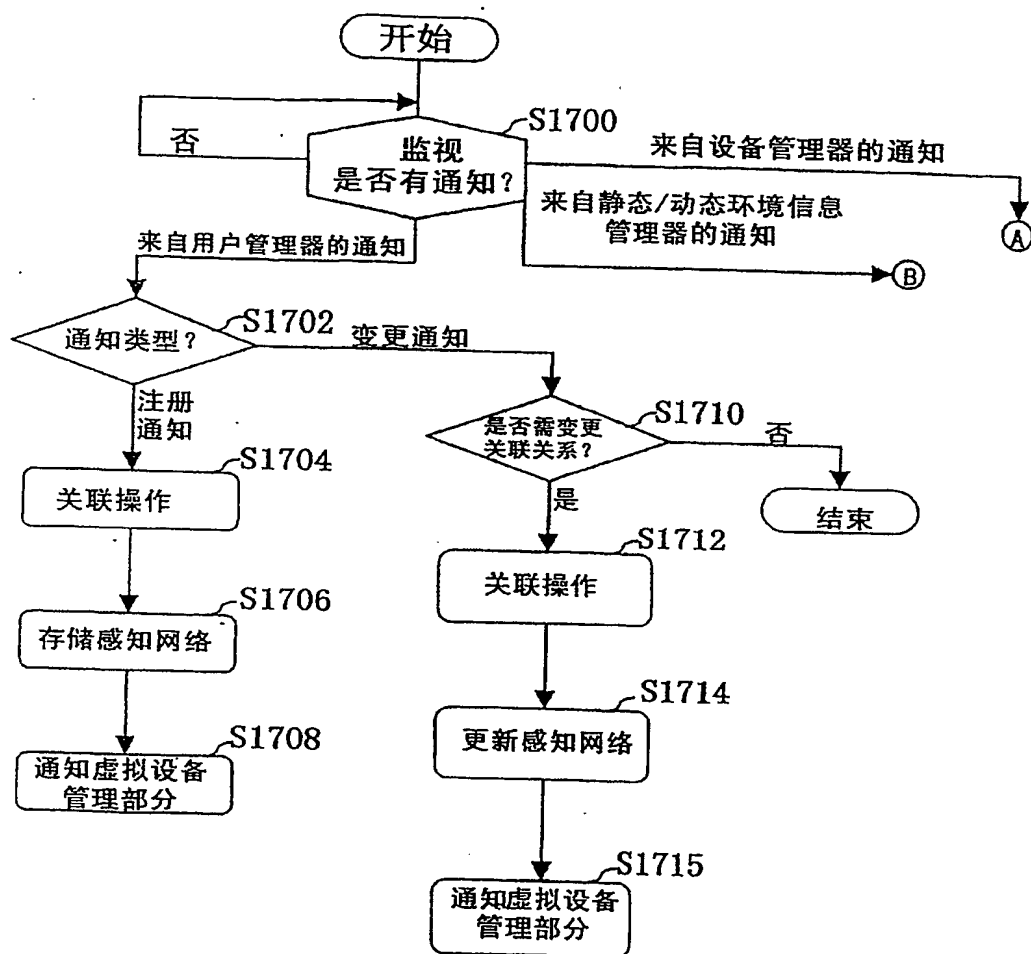 开始
S1700
否
监视
是否有通知?
来自设备管理器的通知
来自静态/动态环境信息
管理器的通知
A
B
来自用户管理器的通知
S1702
通知类型?
变更通知
注册
通知
S1710
是否需变更
关联关系?
否
是
结束
S1704
关联操作
S1712
关联操作
S1706
存储感知网络
S1714
更新感知网络
S1708
通知虚拟设备
管理部分
S1715
通知虚拟设备
管理部分